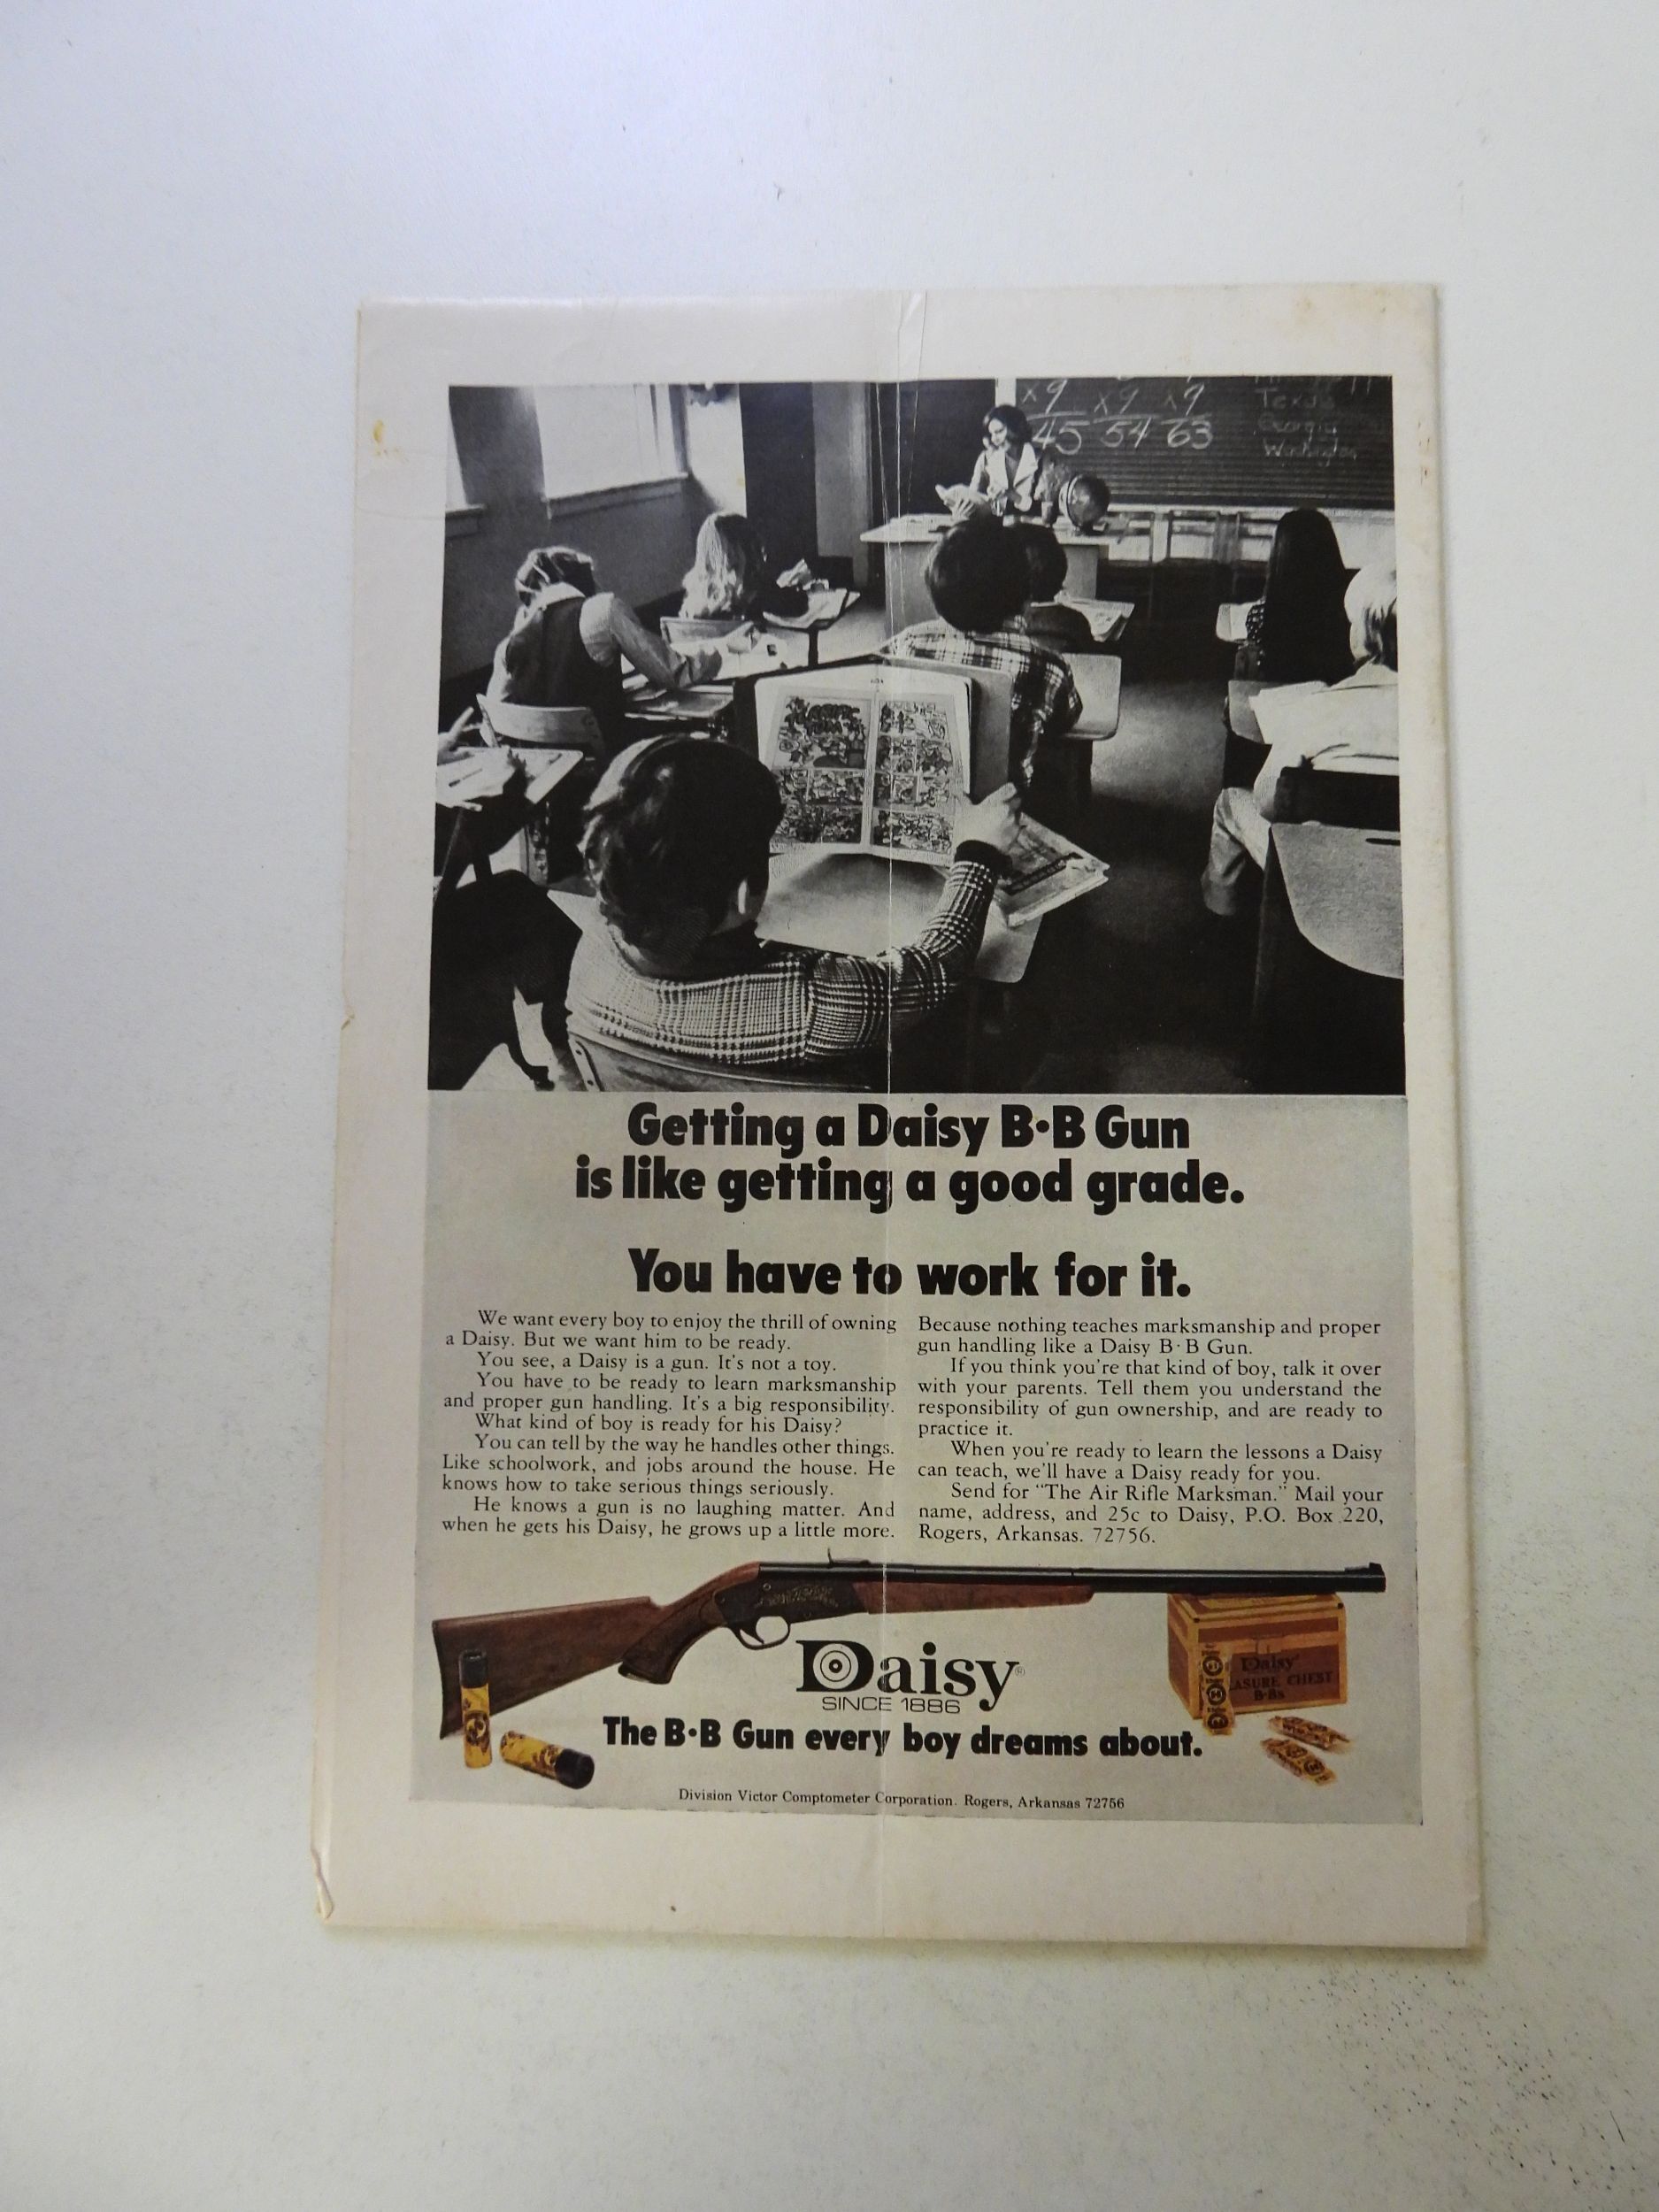 x9 x9 x9
45 54 63
Texas
Georgia
Washington
Getting a Daisy B·B Gun
is like getting a good grade.
You have to work for it.
We want every boy to enjoy the thrill of owning
a Daisy. But we want him to be ready.
You see, a Daisy is a gun. It's not a toy.
You have to be ready to learn marksmanship
and proper gun handling. It's a big responsibility.
What kind of boy is ready for his Daisy?
You can tell by the way he handles other things.
Like schoolwork, and jobs around the house. He
knows how to take serious things seriously.
He knows a gun is no laughing matter. And
when he gets his Daisy, he grows up a little more.
Because nothing teaches marksmanship and proper
gun handling like a Daisy B·B Gun.
If you think you're that kind of boy, talk it over
with your parents. Tell them you understand the
responsibility of gun ownership, and are ready to
practice it.
When you're ready to learn the lessons a Daisy
can teach, we'll have a Daisy ready for you.
Send for "The Air Rifle Marksman." Mail your
name, address, and 25c to Daisy, P.O. Box 220,
Rogers, Arkansas. 72756.
Daisy®
SINCE 1886
Daisy
ASURE CHEST
B·Bs
The B·B Gun every boy dreams about.
Division Victor Comptometer Corporation. Rogers, Arkansas 72756